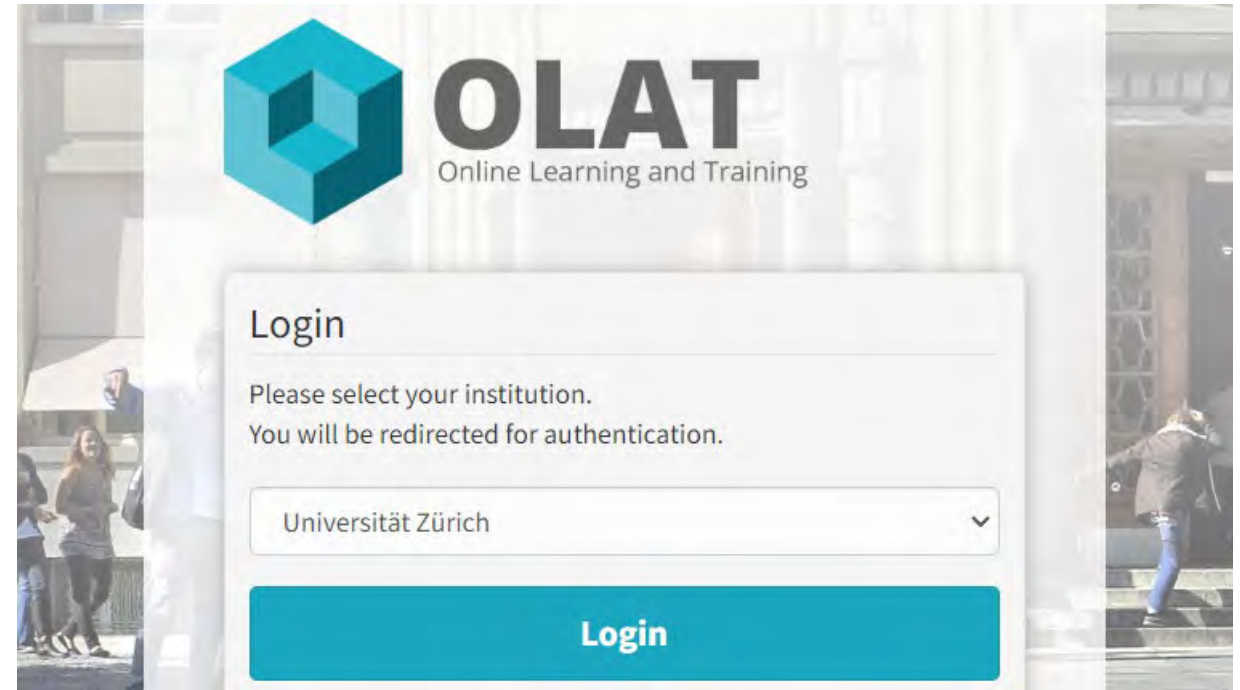 OLAT
Online Learning and Training
Login
Please select your institution.
You will be redirected for authentication.
Universität Zürich
Login